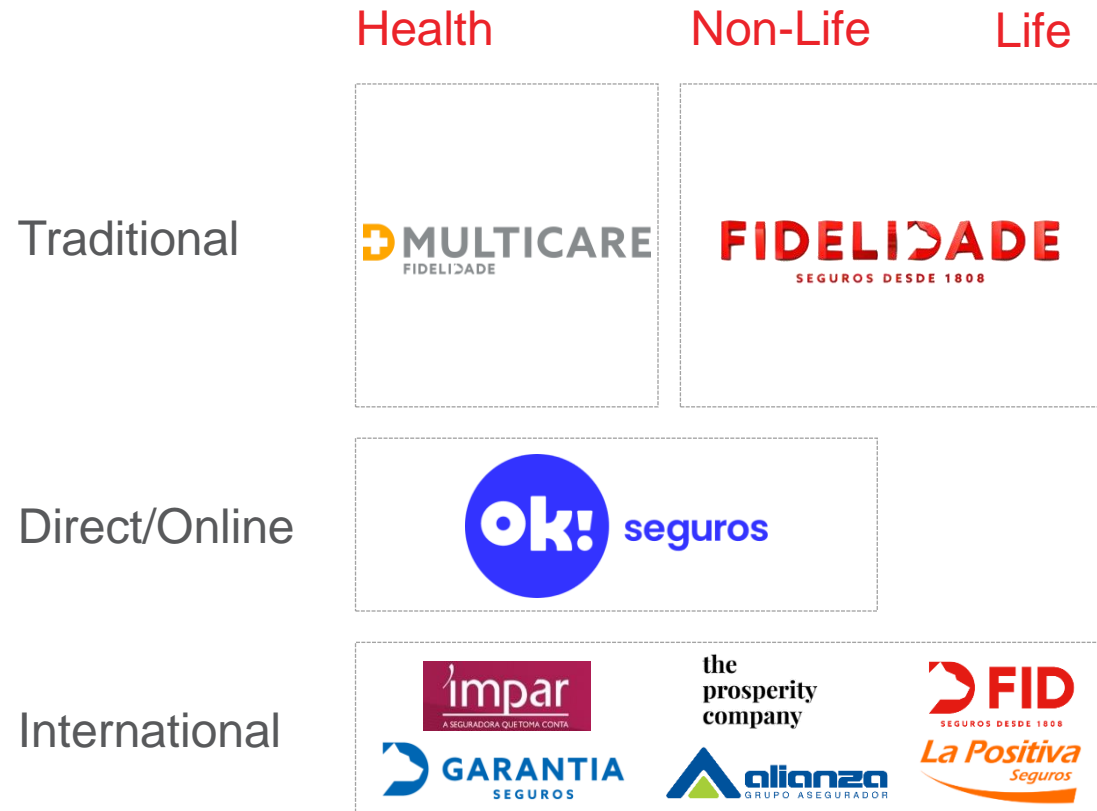 Health Non-Life Life
Traditional
MULTICARE
FIDELIDADE
FIDELIDADE
SEGUROS DESDE 1808
Direct/Online
ok! seguros
International
ímpar
A SEGURADORA QUE TOMA CONTA
the
prosperity
company
FID
SEGUROS DESDE 1808
GARANTIA
SEGUROS
alianza
GRUPO ASEGURADOR
La Positiva
Seguros